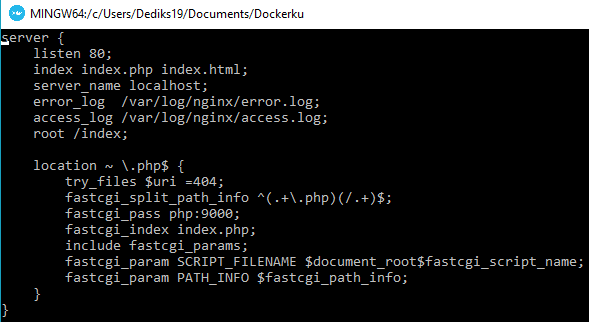 MINGW64:/c/Users/Dediks19/Documents/Dockerku
server {
    listen 80;
    index index.php index.html;
    server_name localhost;
    error_log  /var/log/nginx/error.log;
    access_log /var/log/nginx/access.log;
    root /index;

    location ~ \.php$ {
        try_files $uri =404;
        fastcgi_split_path_info ^(.+\.php)(/.+)$;
        fastcgi_pass php:9000;
        fastcgi_index index.php;
        include fastcgi_params;
        fastcgi_param SCRIPT_FILENAME $document_root$fastcgi_script_name;
        fastcgi_param PATH_INFO $fastcgi_path_info;
    }
}